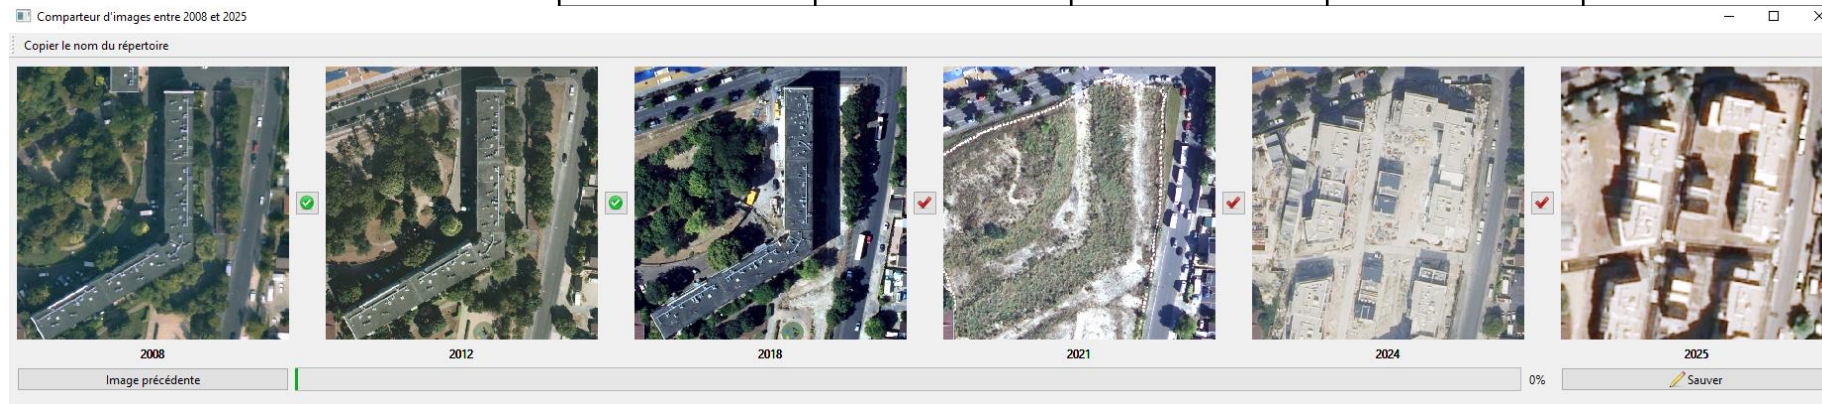 Comparteur d'images entre 2008 et 2025
Copier le nom du répertoire
2008
2012
2018
2021
2024
2025
Image précédente
0%
Sauver